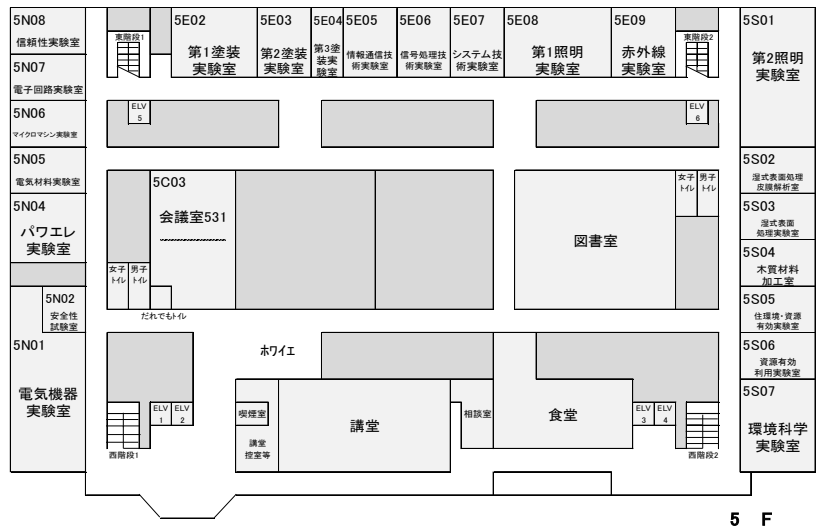 5N08
信頼性実験室
5N07
電子回路実験室
5N06
マイクロマシン実験室
5N05
電気材料実験室
5N04
パワエレ
実験室
5N02
安全性
試験室
5N01
電気機器
実験室
東階段1
5E02
第1塗装
実験室
5E03
第2塗装
実験室
5E04
第3塗
装実
験室
5E05
情報通信技
術実験室
5E06
信号処理技
術実験室
5E07
システム技
術実験室
5E08
第1照明
実験室
5E09
赤外線
実験室
東階段2
5S01
第2照明
実験室
ELV
5
ELV
6
5C03
会議室531
女子
トイレ
男子
トイレ
だれでもトイレ
図書室
女子
トイレ
男子
トイレ
5S02
湿式表面処理
皮膜解析室
5S03
湿式表面
処理実験室
5S04
木質材料
加工室
5S05
住環境・資源
有効実験室
5S06
資源有効
利用実験室
5S07
環境科学
実験室
ホワイエ
ELV
1
ELV
2
西階段1
喫煙室
講堂
控室等
講堂
相談室
食堂
ELV
3
ELV
4
西階段2
5 F